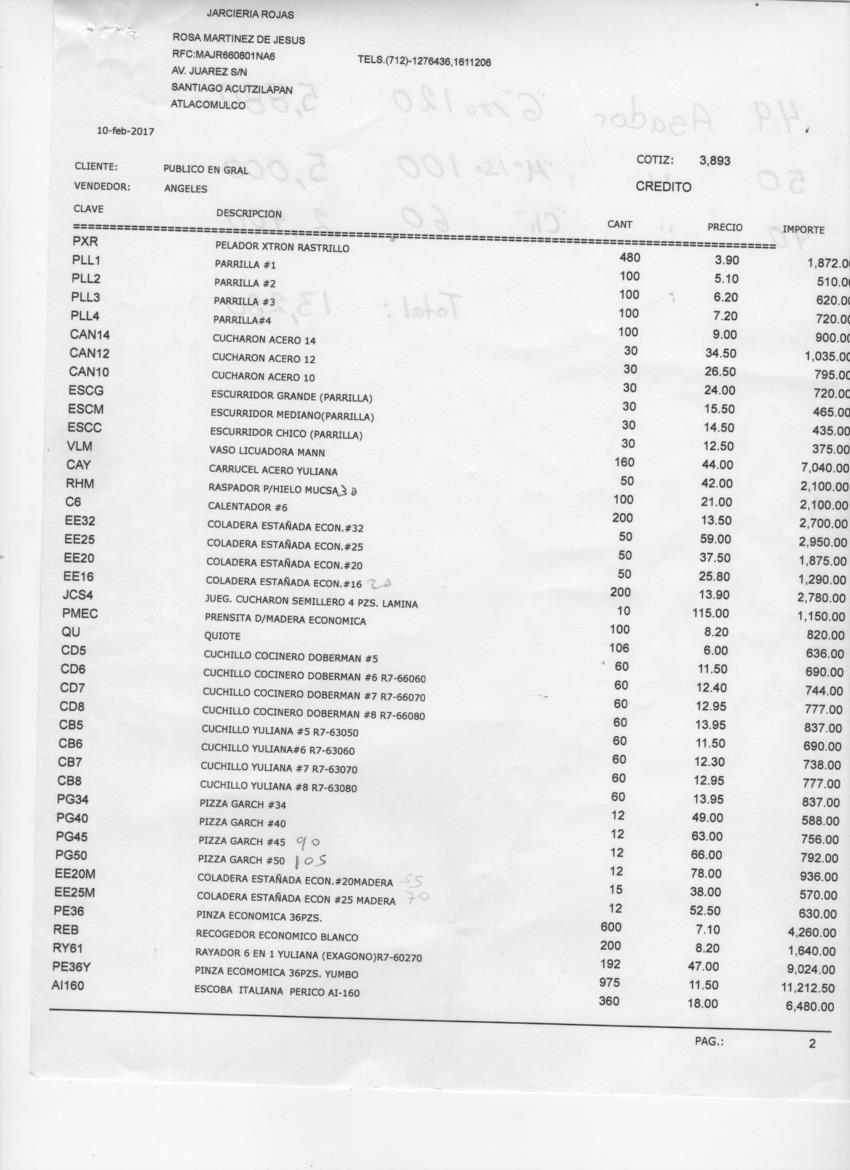 JARCIERIA ROJAS
ROSA MARTINEZ DE JESUS
RFC:MAJR660801NA6 TELS.(712)-1276436,1611206
AV. JUAREZ S/N
SANTIAGO ACUTZILAPAN
ATLACOMULCO
10-feb-2017
CLIENTE: PUBLICO EN GRAL COTIZ: 3,893
VENDEDOR: ANGELES CREDITO
CLAVE DESCRIPCION CANT PRECIO IMPORTE
PXR PELADOR XTRON RASTRILLO 480 3.90 1,872.00
PLL1 PARRILLA #1 100 5.10 510.00
PLL2 PARRILLA #2 100 6.20 620.00
PLL3 PARRILLA #3 100 7.20 720.00
PLL4 PARRILLA#4 100 9.00 900.00
CAN14 CUCHARON ACERO 14 30 34.50 1,035.00
CAN12 CUCHARON ACERO 12 30 26.50 795.00
CAN10 CUCHARON ACERO 10 30 24.00 720.00
ESCG ESCURRIDOR GRANDE (PARRILLA) 30 15.50 465.00
ESCM ESCURRIDOR MEDIANO(PARRILLA) 30 14.50 435.00
ESCC ESCURRIDOR CHICO (PARRILLA) 30 12.50 375.00
VLM VASO LICUADORA MANN 160 44.00 7,040.00
CAY CARRUCEL ACERO YULIANA 50 42.00 2,100.00
RHM RASPADOR P/HIELO MUCSA 30 100 21.00 2,100.00
C6 CALENTADOR #6 200 13.50 2,700.00
EE32 COLADERA ESTAÑADA ECON.#32 50 59.00 2,950.00
EE25 COLADERA ESTAÑADA ECON.#25 50 37.50 1,875.00
EE20 COLADERA ESTAÑADA ECON.#20 50 25.80 1,290.00
EE16 COLADERA ESTAÑADA ECON.#16 20 200 13.90 2,780.00
JCS4 JUEG. CUCHARON SEMILLERO 4 PZS. LAMINA 10 115.00 1,150.00
PMEC PRENSITA D/MADERA ECONOMICA 100 8.20 820.00
QU QUIOTE 106 6.00 636.00
CD5 CUCHILLO COCINERO DOBERMAN #5 60 11.50 690.00
CD6 CUCHILLO COCINERO DOBERMAN #6 R7-66060 60 12.40 744.00
CD7 CUCHILLO COCINERO DOBERMAN #7 R7-66070 60 12.95 777.00
CD8 CUCHILLO COCINERO DOBERMAN #8 R7-66080 60 13.95 837.00
CB5 CUCHILLO YULIANA #5 R7-63050 60 11.50 690.00
CB6 CUCHILLO YULIANA#6 R7-63060 60 12.30 738.00
CB7 CUCHILLO YULIANA #7 R7-63070 60 12.95 777.00
CB8 CUCHILLO YULIANA #8 R7-63080 60 13.95 837.00
PG34 PIZZA GARCH #34 12 49.00 588.00
PG40 PIZZA GARCH #40 12 63.00 756.00
PG45 PIZZA GARCH #45 90 12 66.00 792.00
PG50 PIZZA GARCH #50 105 12 78.00 936.00
EE20M COLADERA ESTAÑADA ECON.#20MADERA 55 15 38.00 570.00
EE25M COLADERA ESTAÑADA ECON #25 MADERA 70 12 52.50 630.00
PE36 PINZA ECONOMICA 36PZS. 600 7.10 4,260.00
REB RECOGEDOR ECONOMICO BLANCO 200 8.20 1,640.00
RY61 RAYADOR 6 EN 1 YULIANA (EXAGONO)R7-60270 192 47.00 9,024.00
PE36Y PINZA ECOMOMICA 36PZS. YUMBO 975 11.50 11,212.50
AI160 ESCOBA ITALIANA PERICO AI-160 360 18.00 6,480.00
PAG.: 2